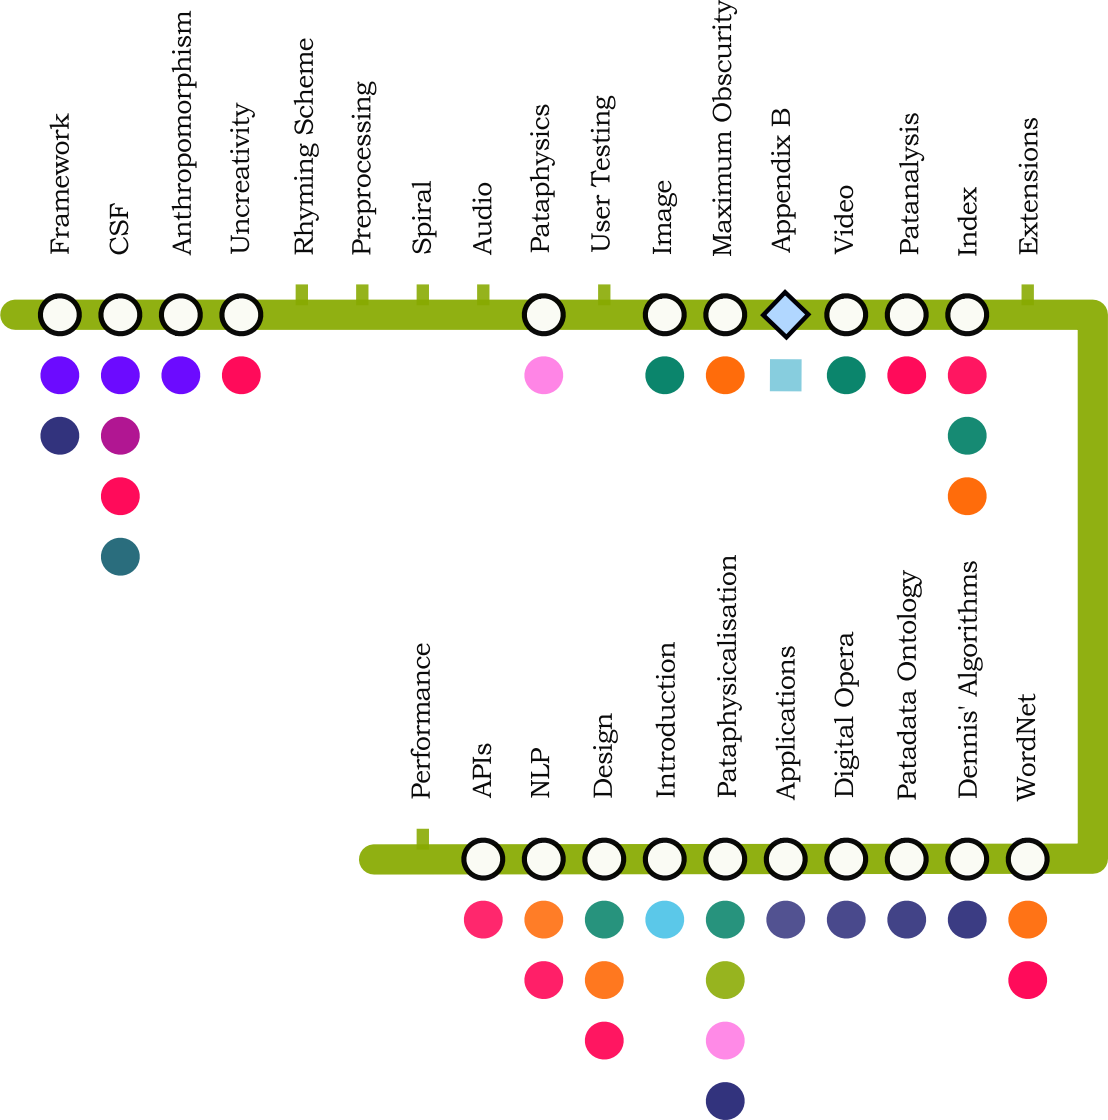 Framework
CSF
Anthropomorphism
Uncreativity
Rhyming Scheme
Preprocessing
Spiral
Audio
Pataphysics
User Testing
Image
Maximum Obscurity
Appendix B
Video
Patanalysis
Index
Extensions
Performance
APIs
NLP
Design
Introduction
Pataphysicalisation
Applications
Digital Opera
Patadata Ontology
Dennis' Algorithms
WordNet